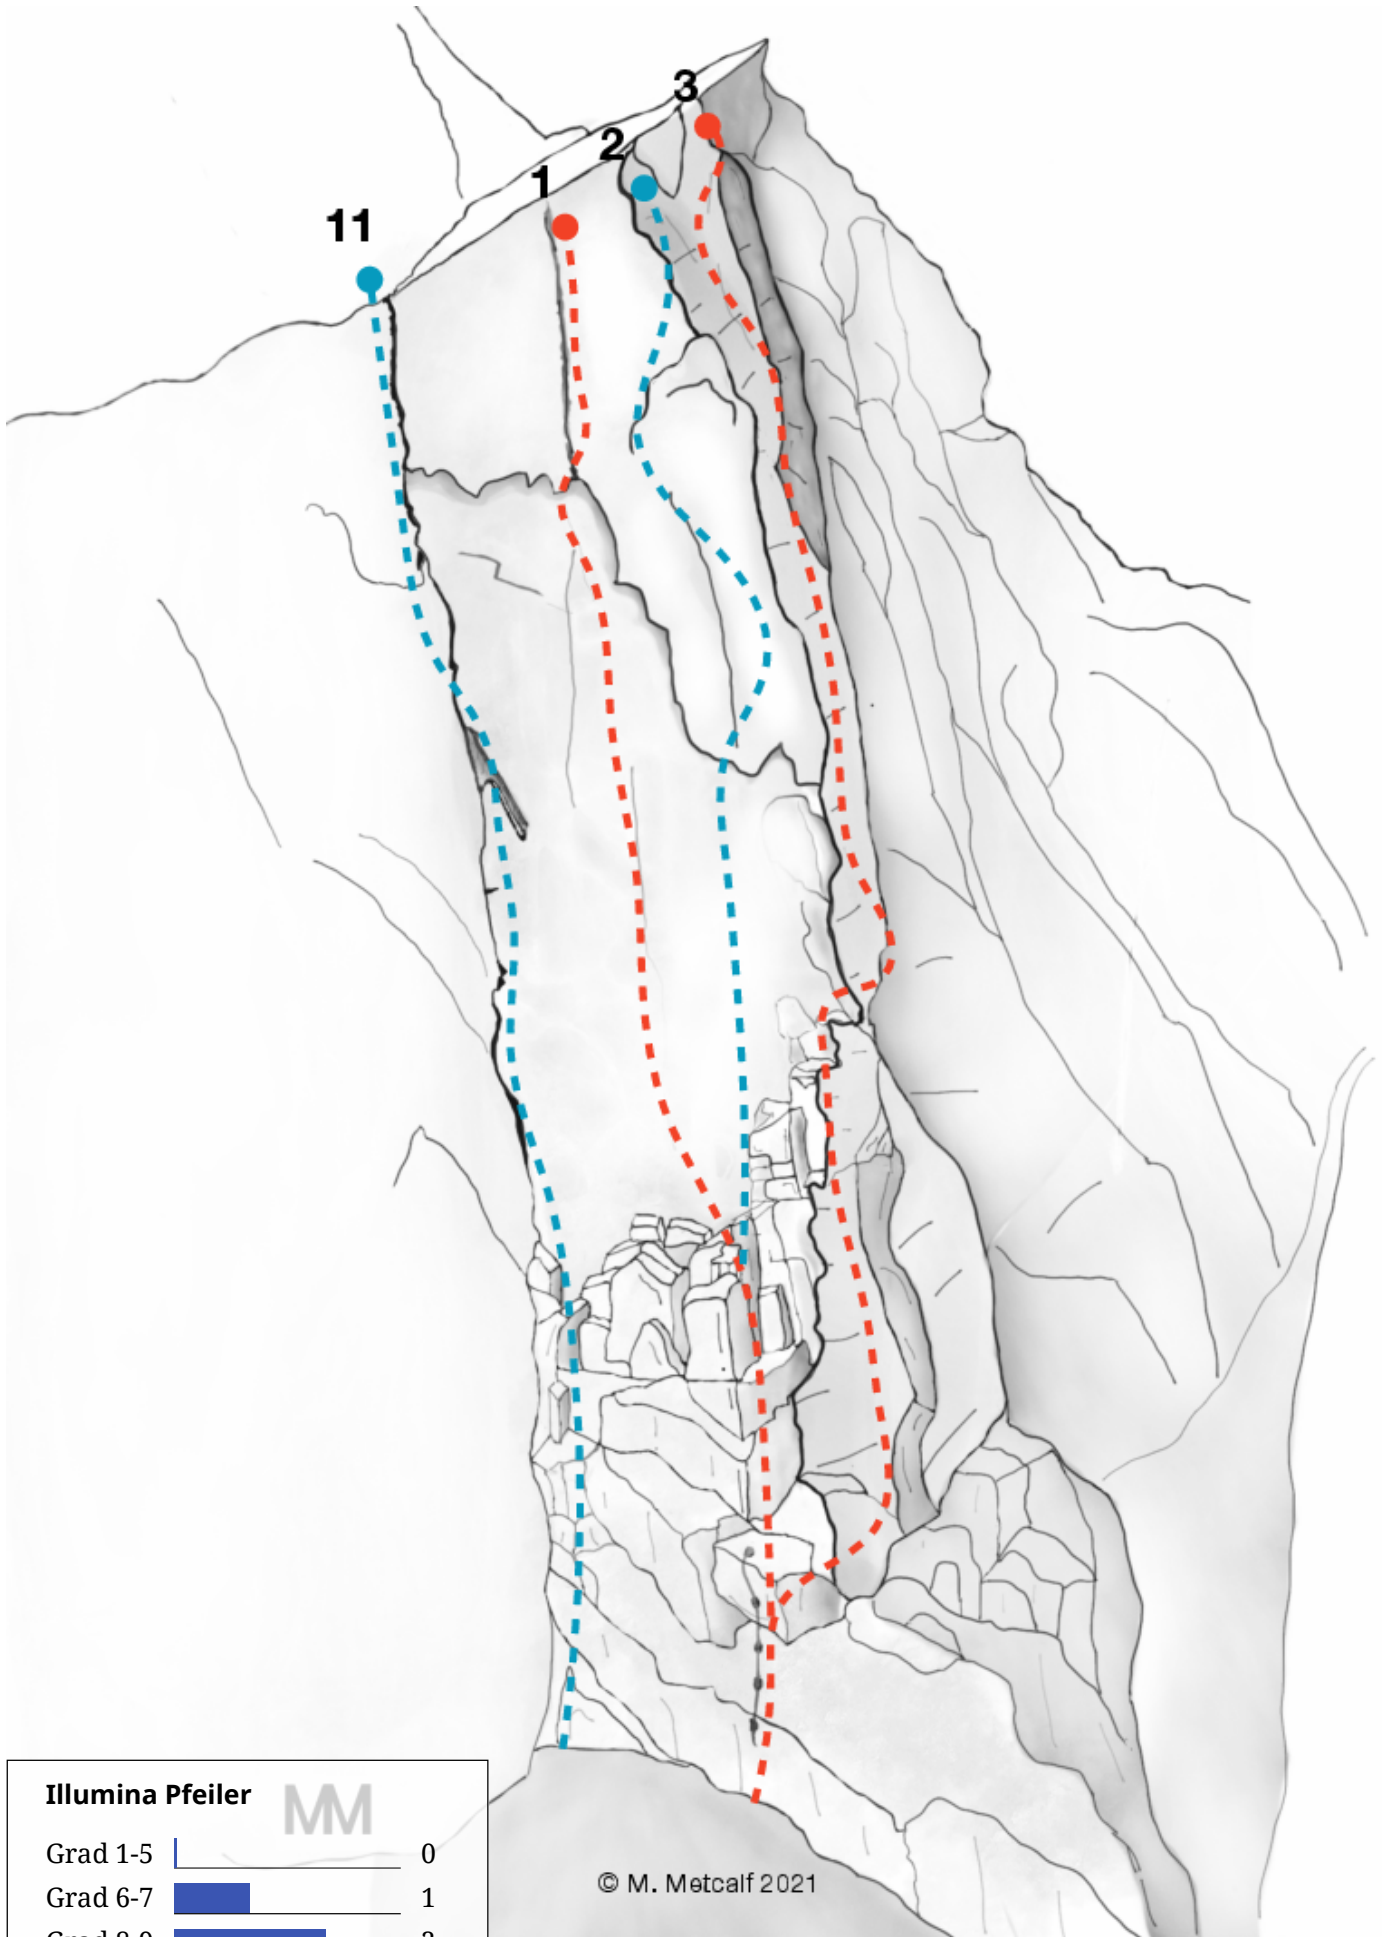 3
2
1
11
Illumina Pfeiler
MM
Grad 1-5 0
Grad 6-7 1
© M. Metcalf 2021